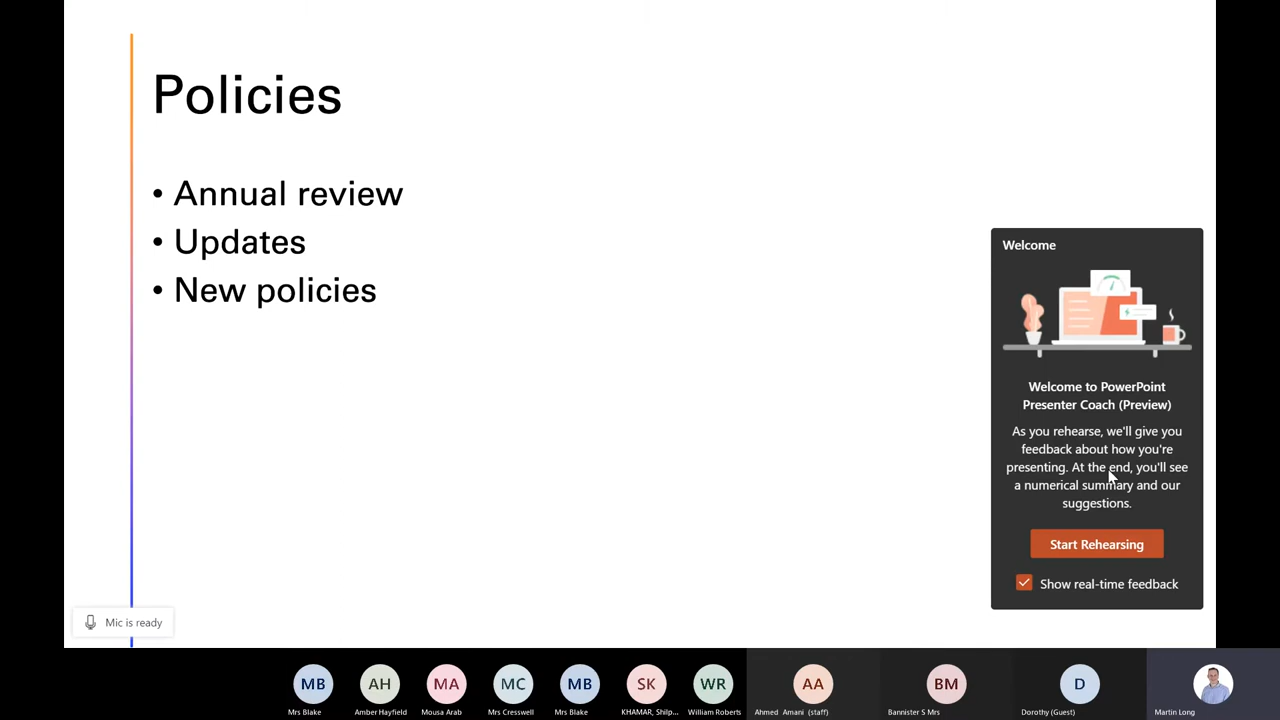 Policies
• Annual review
• Updates
• New policies
Welcome
Welcome to PowerPoint
Presenter Coach (Preview)
As you rehearse, we'll give you
feedback about how you're
presenting. At the end, you'll see
a numerical summary and our
suggestions.
Start Rehearsing
Show real-time feedback
Mic is ready
MB AH MA MC MB SK WR AA BM D
Mrs Blake Amber Hayfield Mousa Arab Mrs Cresswell Mrs Blake KHAMAR, Shilp... William Roberts Ahmed Amani (staff) Bannister S Mrs Dorothy (Guest) Martin Long